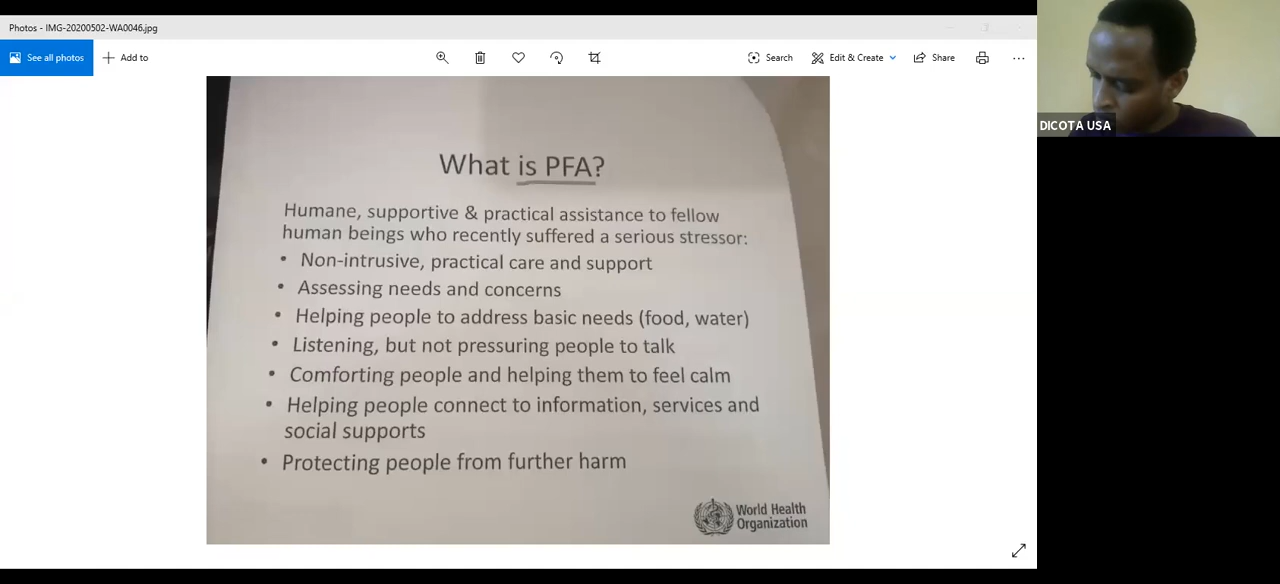 Photos - IMG-20200502-WA0046.jpg
See all photos
Add to
Search
Edit & Create
Share
DICOTA USA
What is PFA?
Humane, supportive & practical assistance to fellow
human beings who recently suffered a serious stressor:
• Non-intrusive, practical care and support
• Assessing needs and concerns
• Helping people to address basic needs (food, water)
• Listening, but not pressuring people to talk
• Comforting people and helping them to feel calm
• Helping people connect to information, services and
social supports
• Protecting people from further harm
World Health
Organization